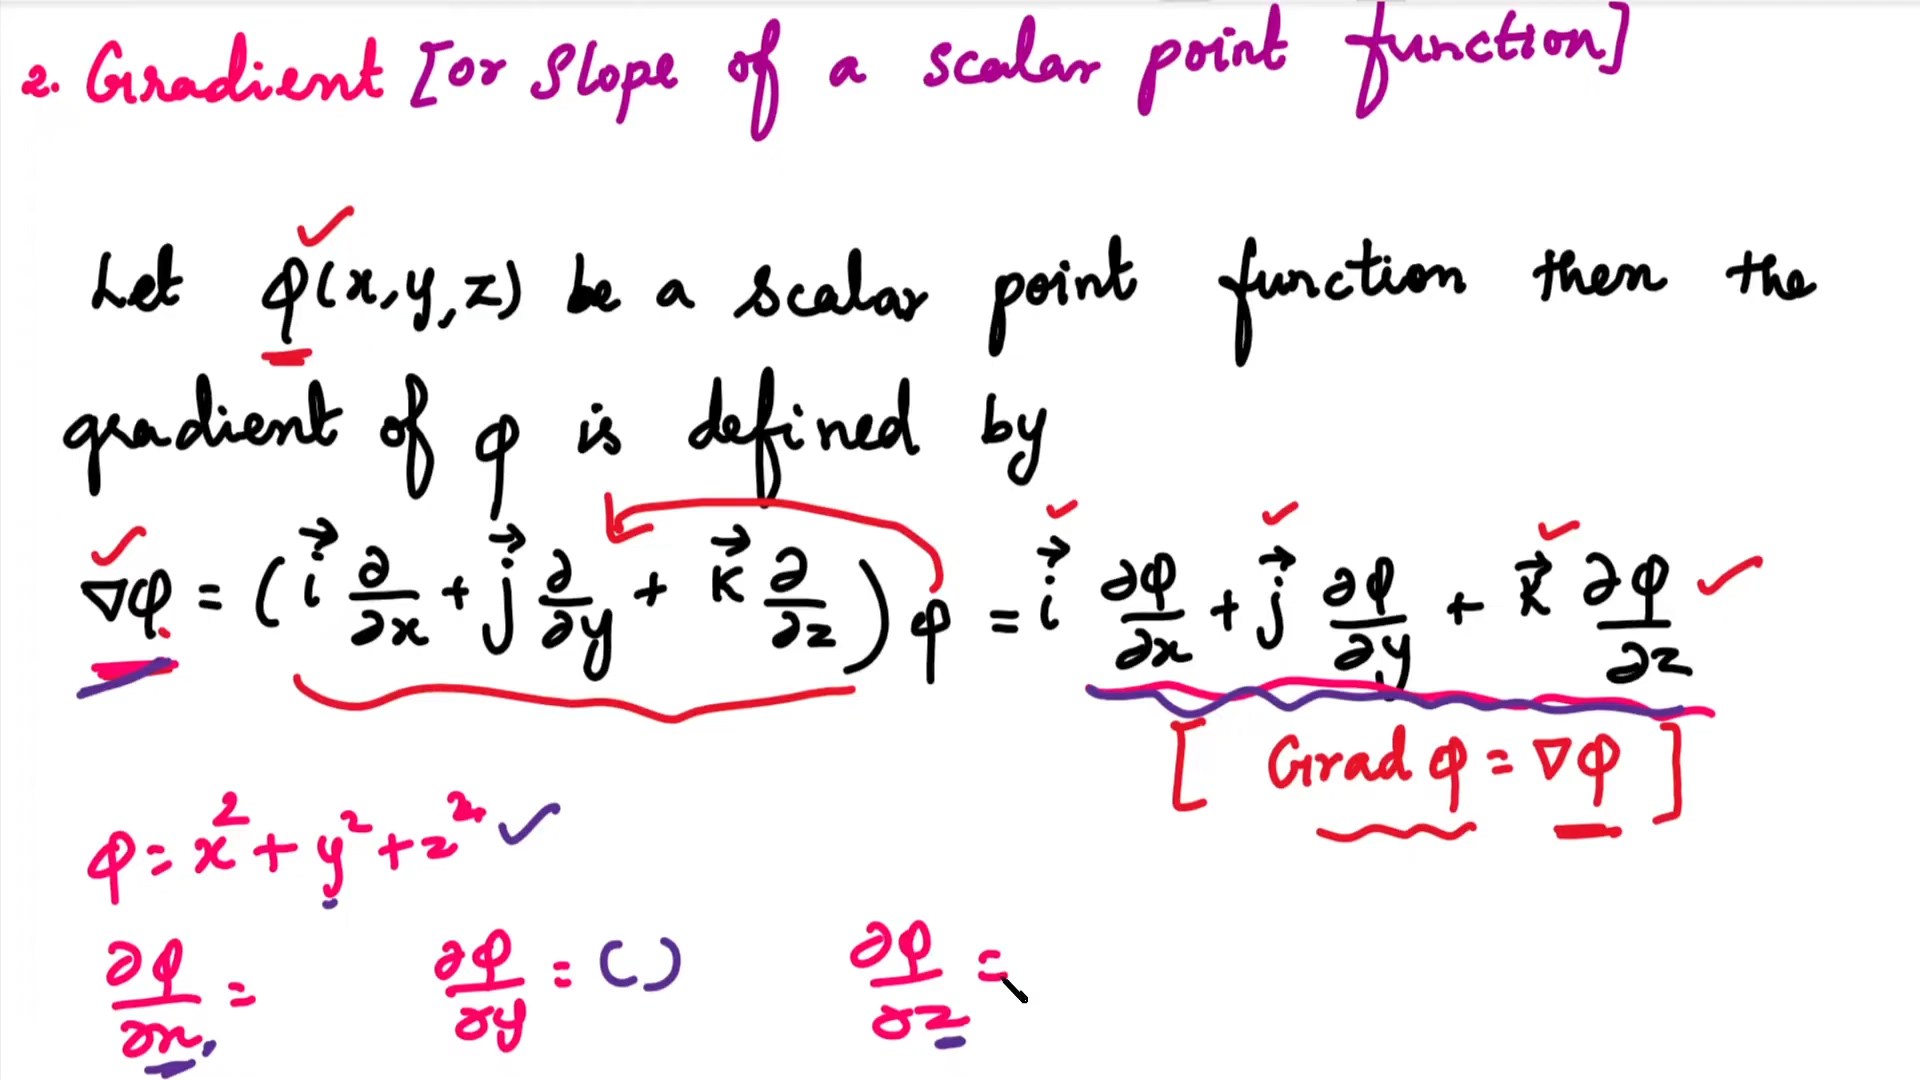 2. Gradient [or slope of a scalar point function]
Let φ(x,y,z) be a scalar point function then the
gradient of φ is defined by
∇φ = (i⃗ ∂/∂x + j⃗ ∂/∂y + k⃗ ∂/∂z) φ = i⃗ ∂φ/∂x + j⃗ ∂φ/∂y + k⃗ ∂φ/∂z
[ Grad φ = ∇φ ]
φ = x² + y² + z²
∂φ/∂x = ∂φ/∂y = ( ) ∂φ/∂z =